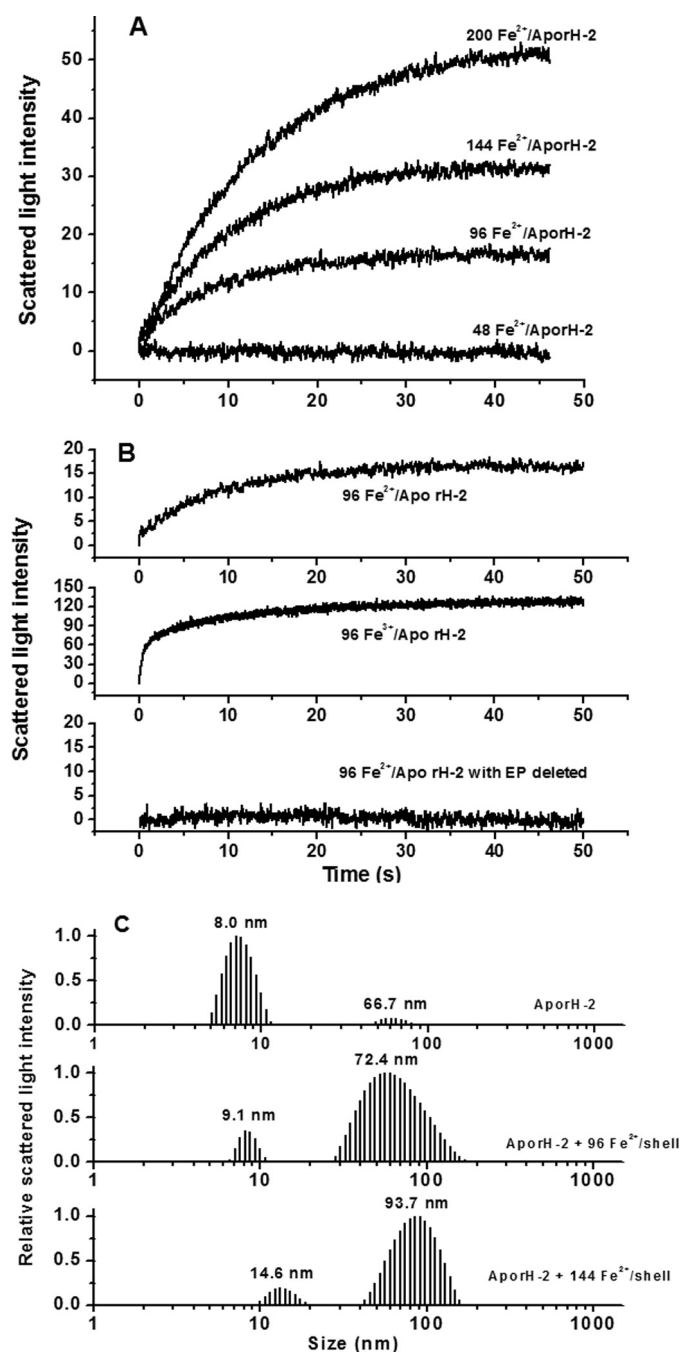 A
200 Fe²⁺/AporH-2
50
40
144 Fe²⁺/AporH-2
30
20
96 Fe²⁺/AporH-2
10
48 Fe²⁺/AporH-2
0
Scattered light intensity
0 10 20 30 40 50
B
20
15
10
5
0
96 Fe²⁺/Apo rH-2
0 10 20 30 40 50
150
120
90
60
30
0
96 Fe³⁺/Apo rH-2
0 10 20 30 40 50
20
15
10
5
0
96 Fe²⁺/Apo rH-2 with EP deleted
0 10 20 30 40 50
Scattered light intensity
Time (s)
C
8.0 nm
1.0
0.5
0.0
66.7 nm
AporH-2
1 10 100 1000
72.4 nm
1.0
0.5
0.0
9.1 nm
AporH-2 + 96 Fe²⁺/shell
1 10 100 1000
93.7 nm
1.0
0.5
0.0
14.6 nm
AporH-2 + 144 Fe²⁺/shell
1 10 100 1000
Relative scattered light intensity
Size (nm)